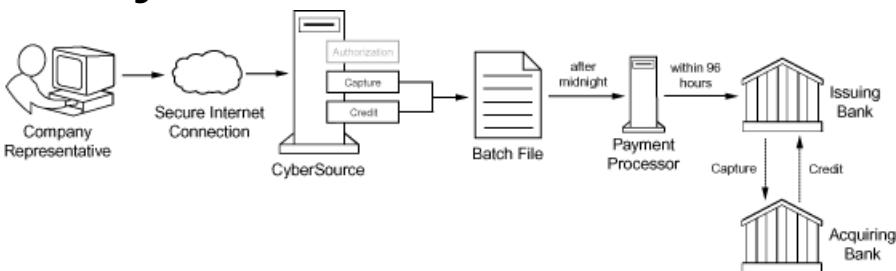 Authorization
Capture
Credit
Company
Representative
Secure Internet
Connection
CyberSource
Batch File
after
midnight
Payment
Processor
within 96
hours
Issuing
Bank
Capture
Credit
Acquiring
Bank